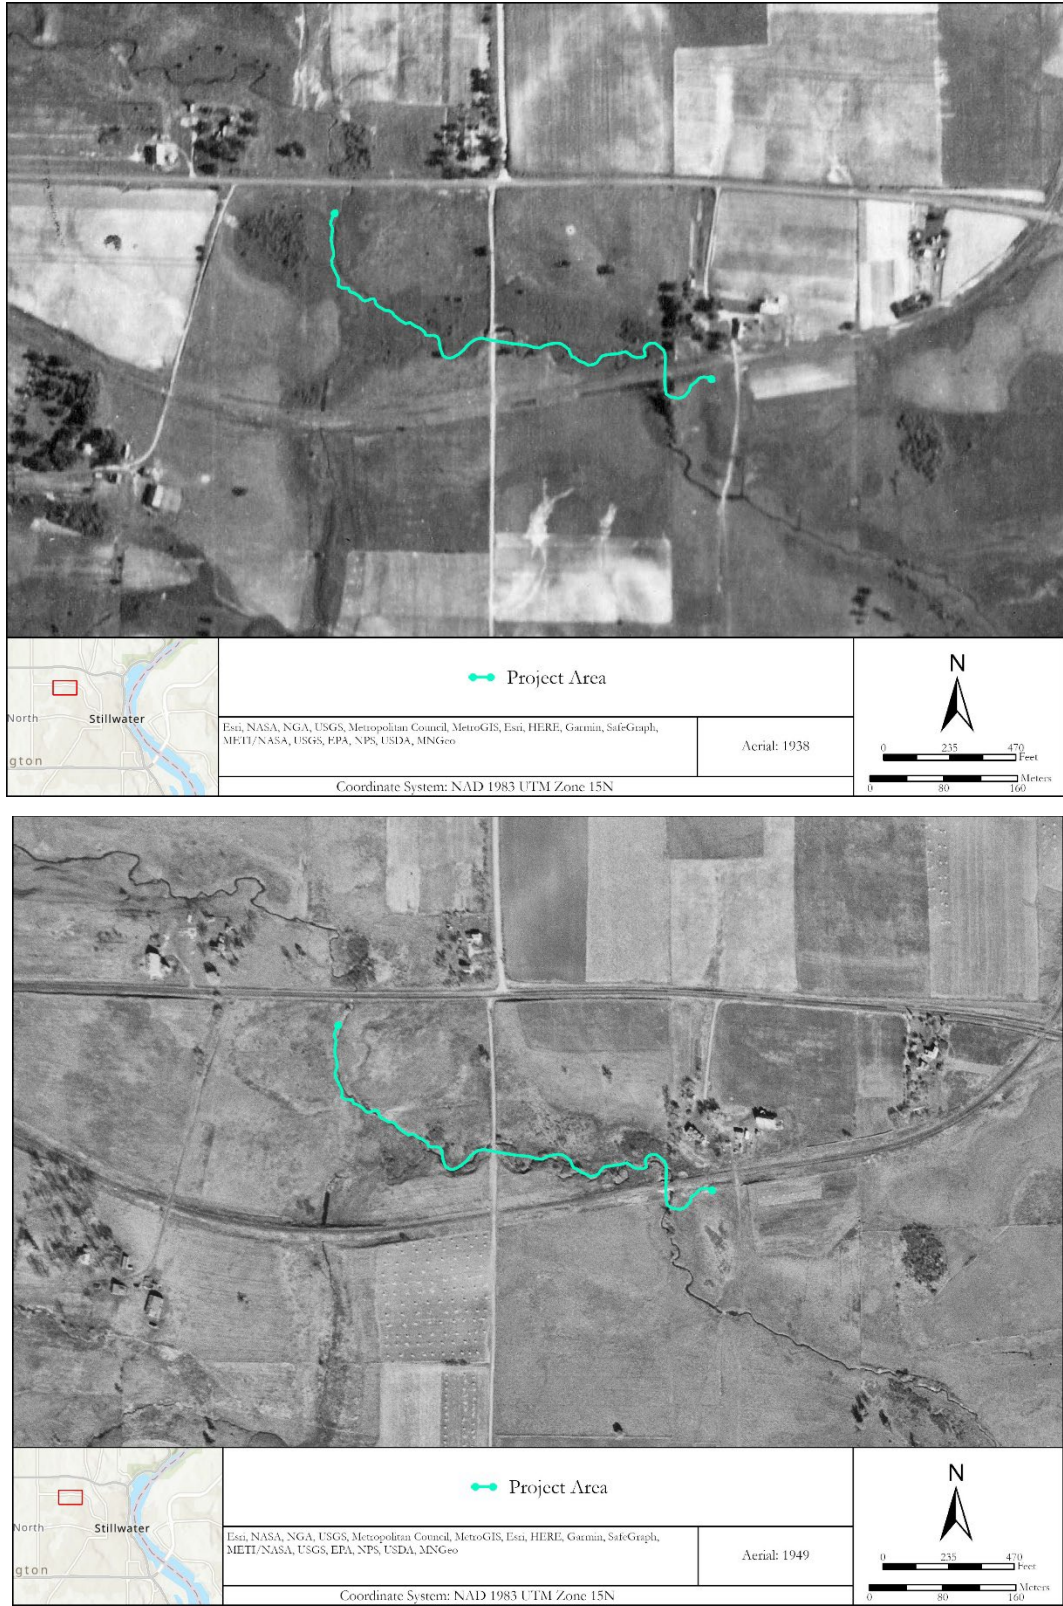 Project Area
North
Stillwater
gton
Esri, NASA, NGA, USGS, Metropolitan Council, MetroGIS, Esri, HERE, Garmin, SafeGraph,
METI/NASA, USGS, EPA, NPS, USDA, MNGeo
Aerial: 1938
Coordinate System: NAD 1983 UTM Zone 15N
N
0 235 470
Feet
Meters
0 80 160
Project Area
North
Stillwater
gton
Esri, NASA, NGA, USGS, Metropolitan Council, MetroGIS, Esri, HERE, Garmin, SafeGraph,
METI/NASA, USGS, EPA, NPS, USDA, MNGeo
Aerial: 1949
Coordinate System: NAD 1983 UTM Zone 15N
N
0 235 470
Feet
Meters
0 80 160